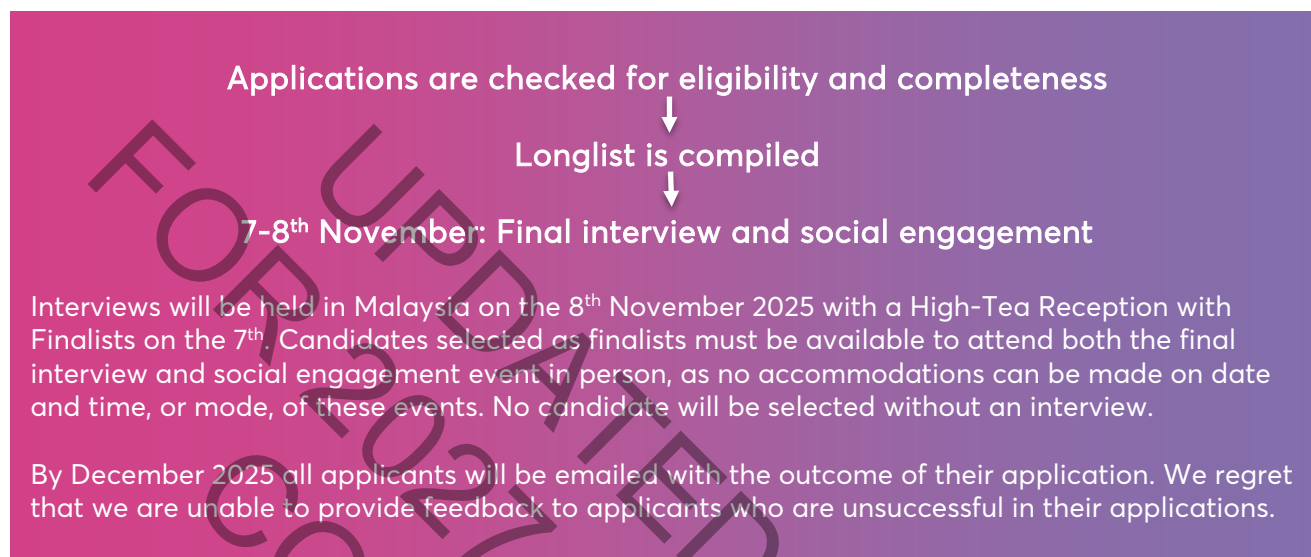 Applications are checked for eligibility and completeness
Longlist is compiled
7-8th November: Final interview and social engagement
Interviews will be held in Malaysia on the 8th November 2025 with a High-Tea Reception with
Finalists on the 7th. Candidates selected as finalists must be available to attend both the final
interview and social engagement event in person, as no accommodations can be made on date
and time, or mode, of these events. No candidate will be selected without an interview.
By December 2025 all applicants will be emailed with the outcome of their application. We regret
that we are unable to provide feedback to applicants who are unsuccessful in their applications.
UPDATED
FOR 2027